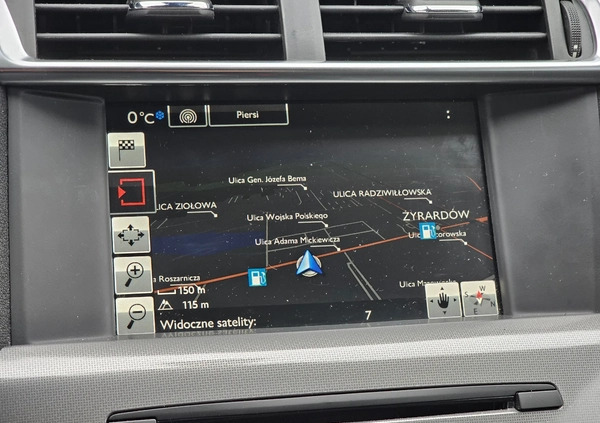 0°C
Piersi
Ulica Gen. Józefa Bema
ULICA RADZIWIŁŁOWSKA
ULICA ZIOŁOWA
Ulica Wojska Polskiego
ŻYRARDÓW
Ulica Adama Mickiewicza
Roszarnicza
150 m
115 m
Ulica
W
S
N
E
Widoczne satelity:
7